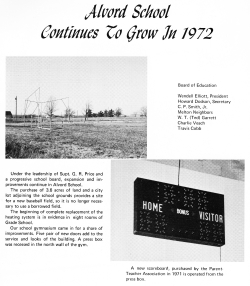 Alvord School
Continues To Grow In 1972
Board of Education
Wendall Elliott, President
Howard Dodson, Secretary
C. P. Smith, Jr.
Melton Neighbors
W. T. (Ted) Garrett
Charlie Veach
Travis Cobb
Under the leadership of Supt. G. R. Price and
a progressive school board, expansion and im-
provements continue in Alvord School.
The purchase of 3.6 acres of land and a city
lot adjoining the school grounds provides a site
for a new baseball field, so it is no longer neces-
sary to use a borrowed field.
The beginning of complete replacement of the
heating system is in evidence in eight rooms of
Grade School.
Our school gymnasium came in for a share of
improvements. Five pair of new doors add to the
service and looks of the building. A press box
was recessed in the north wall of the gym.
HOME BONUS VISITOR
A new scoreboard, purchased by the Parent
Teacher Association in 1971 is operated from the
press box.